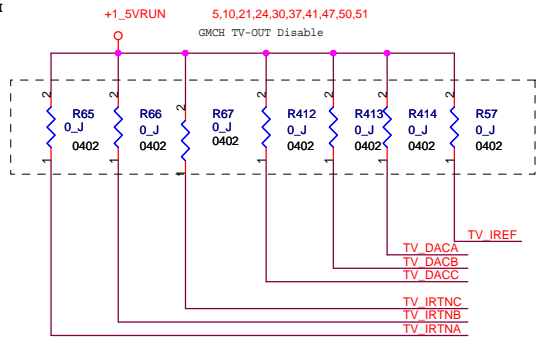 +1_5VRUN 5,10,21,24,30,37,41,47,50,51
GMCH TV-OUT Disable
2 2 2 2 2 2 2
R65 R66 R67 R412 R413 R414 R57
0_J 0_J 0_J 0_J 0_J 0_J 0_J
0402 0402 0402 0402 0402 0402 0402
1 1 1 1 1 1 1
TV_IREF
TV_DACA
TV_DACB
TV_DACC
TV_IRTNC
TV_IRTNB
TV_IRTNA